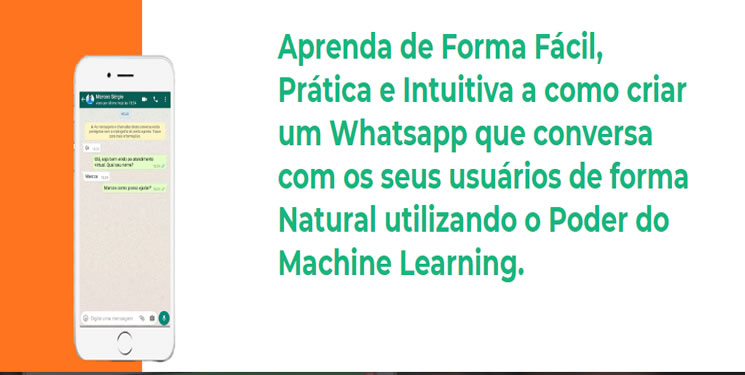 Aprenda de Forma Fácil,
Prática e Intuitiva a como criar
um Whatsapp que conversa
com os seus usuários de forma
Natural utilizando o Poder do
Machine Learning.
Marcos Sérgio
Oi
Olá, seja bem vindo ao atendimento
virtual. Qual seu nome?
Marcos
Marcos como posso ajudar?
Digite uma mensagem